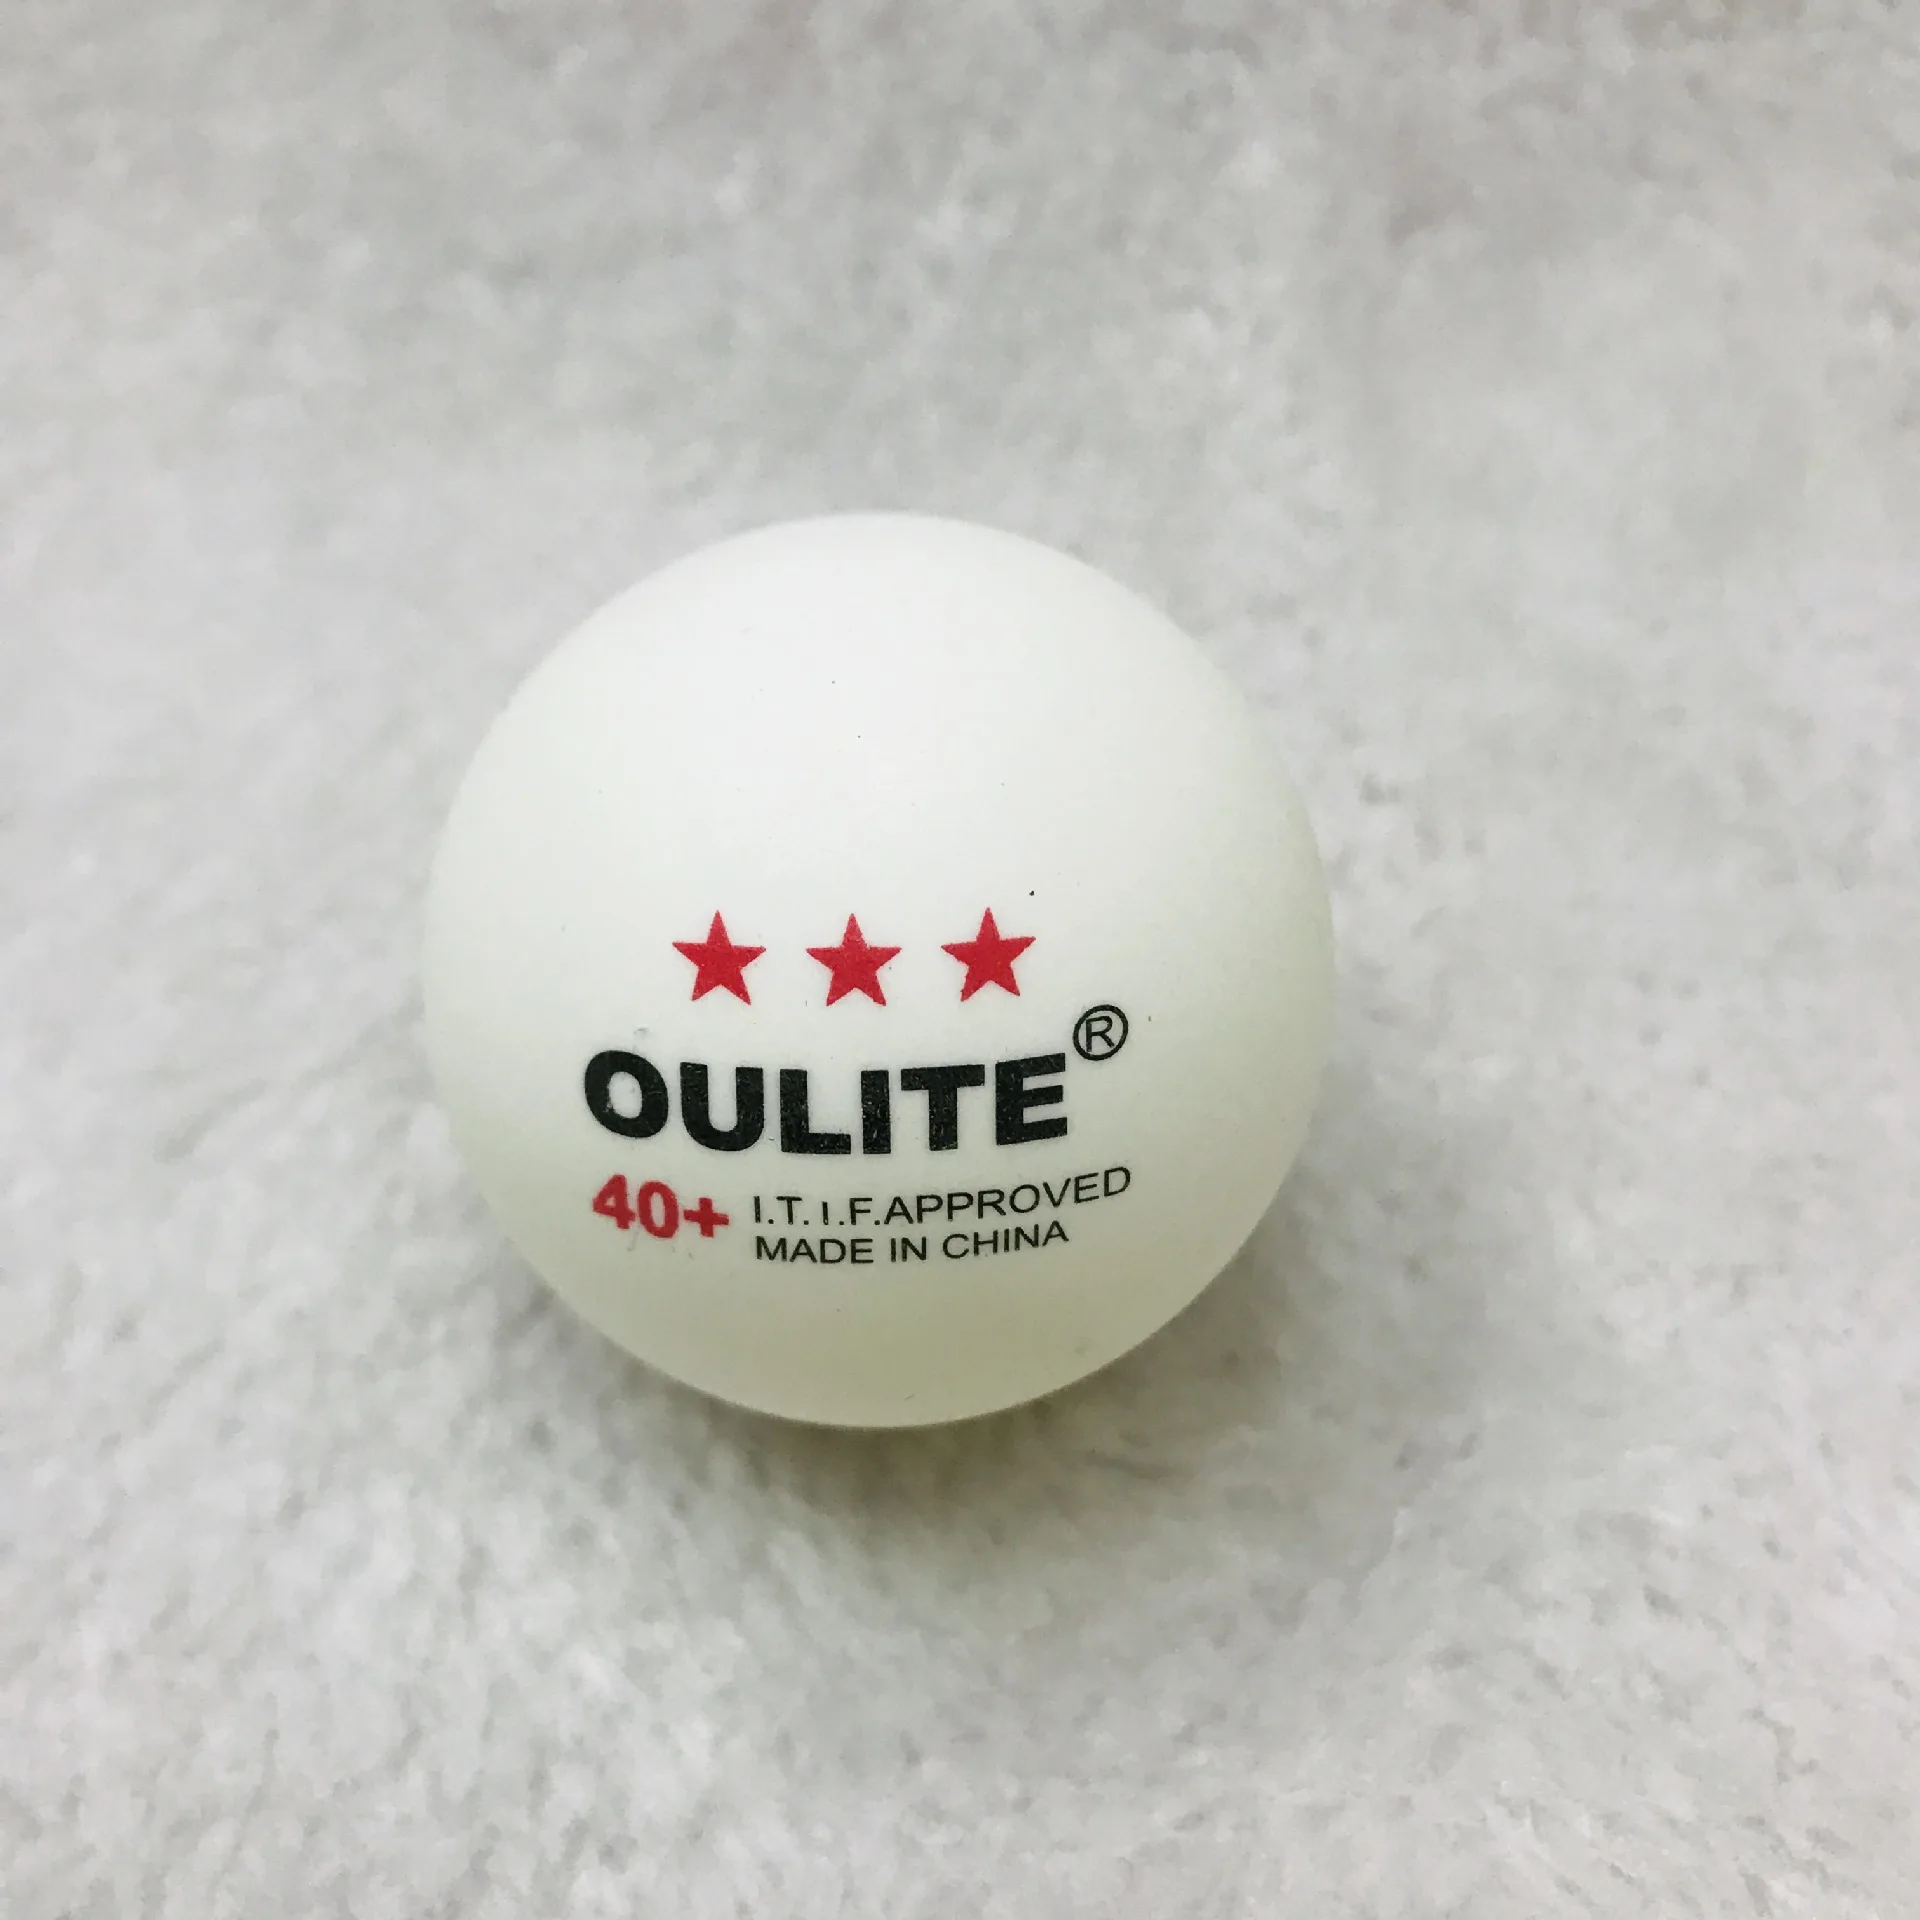 ★ ★ ★
OULITE®
40+ I.T.I.F.APPROVED
MADE IN CHINA